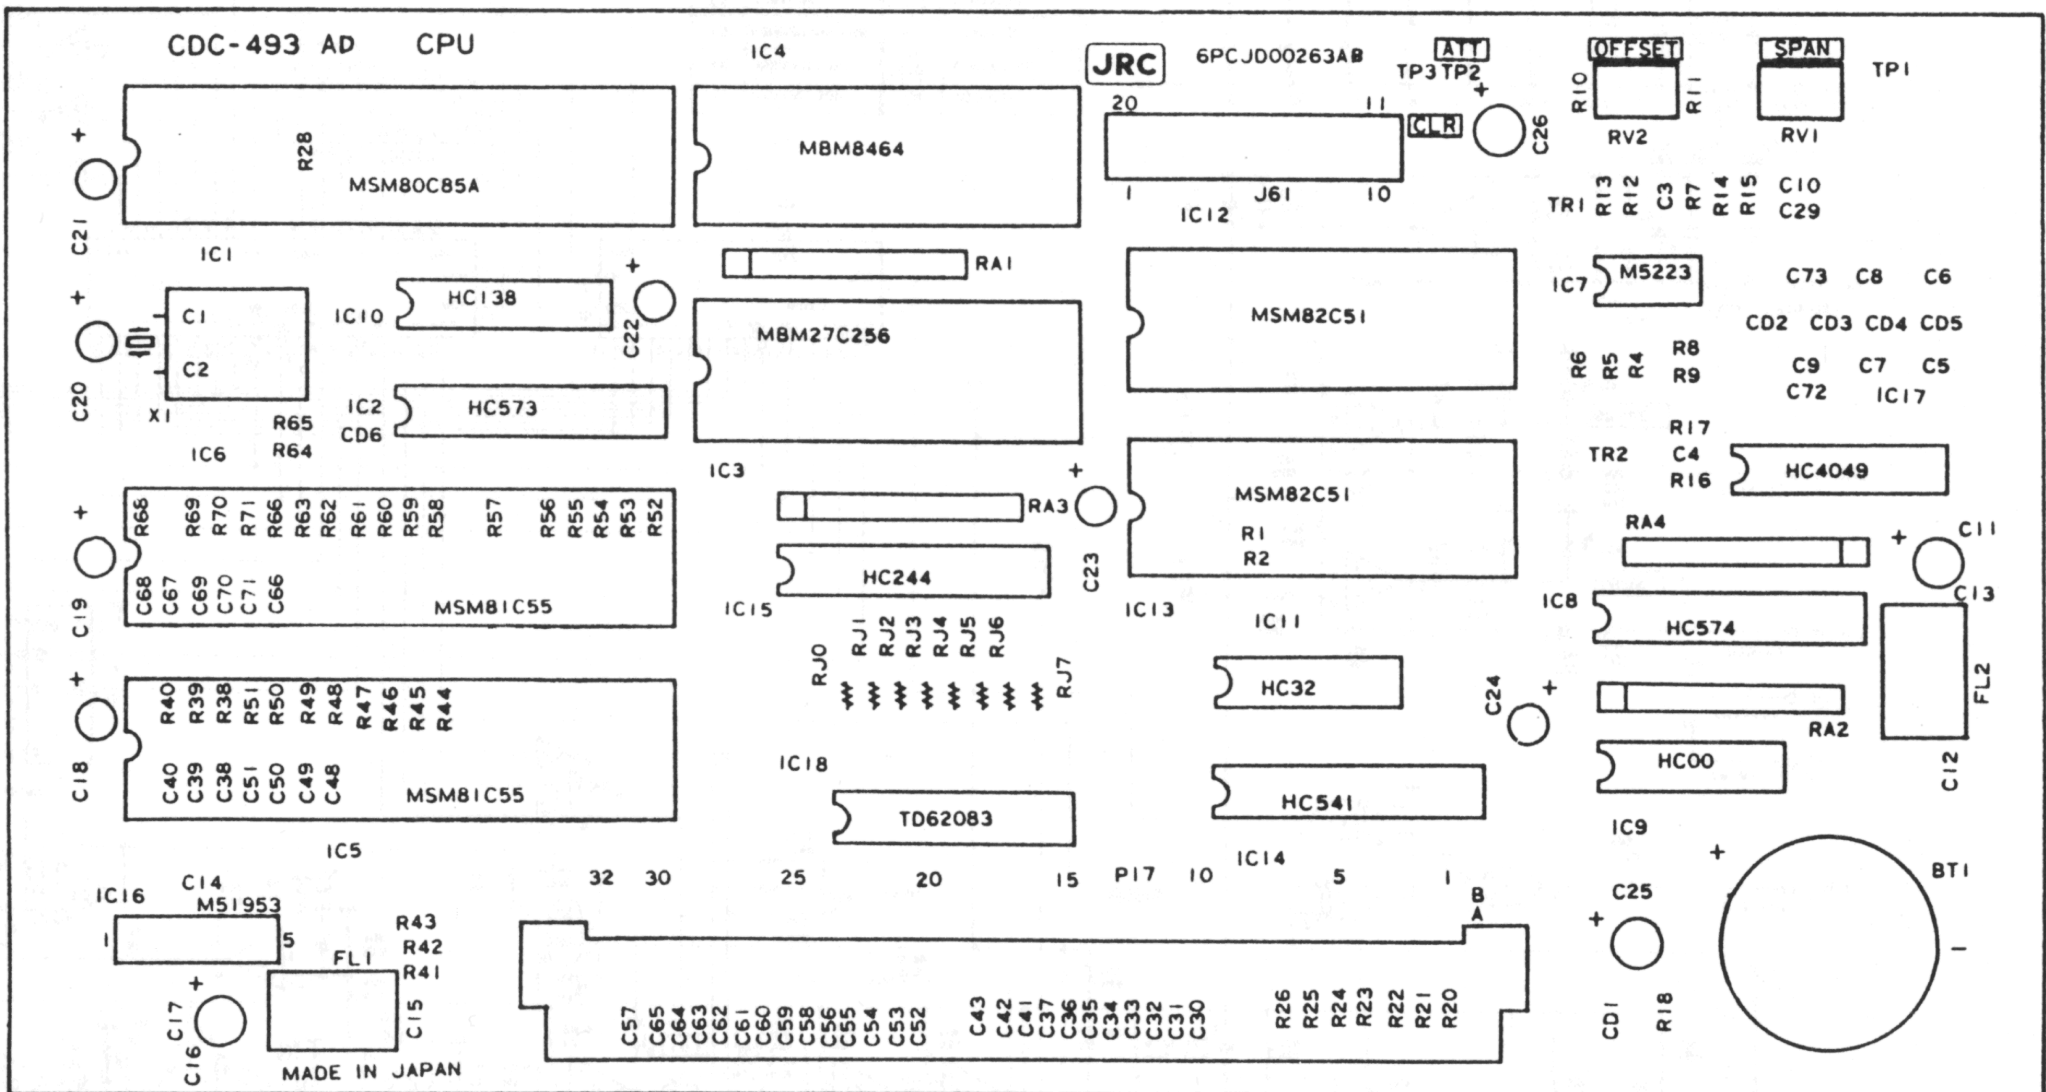 CDC-493 AD CPU
IC4
JRC
6PCJD00263AB
ATT
OFFSET
SPAN
TP3 TP2
TP1
+
R10
R11
RV2
RV1
20 11
CLR
C26
R28
MSM80C85A
MBM8464
1 J61 10
IC12
+
C21
TR1 R13 R12 C3 R7 R14 R15
C10
C29
IC1
RA1
+
C22
IC10
HC138
C1
C2
X1
+
C20
MBM27C256
MSM82C51
IC7
M5223
C73 C8 C6
CD2 CD3 CD4 CD5
R6 R5 R4
R8
R9
C9 C7 C5
C72 IC17
IC2
HC573
CD6
R65
R64
IC6
IC3
R17
TR2 C4
R16
HC4049
+
C19
R68 R69 R70 R71 R66 R63 R62 R61 R60 R59 R58 R57 R56 R55 R54 R53 R52
C68 C67 C69 C70 C71 C66
MSM81C55
RA3
+
C23
HC244
IC15
MSM82C51
R1
R2
IC13
IC11
RA4
+
C11
C13
IC8
HC574
FL2
RJ0 RJ1 RJ2 RJ3 RJ4 RJ5 RJ6 RJ7
HC32
C24
+
RA2
C12
+
C18
R40 R39 R38 R51 R50 R49 R48 R47 R46 R45 R44
C40 C39 C38 C51 C50 C49 C48
MSM81C55
IC5
IC18
TD62083
HC541
IC14
HC00
IC9
32 30 25 20 15 P17 10 5 1
B
A
C25
+
+
BT1
-
IC16
C14
M51953
1 5
R43
R42
R41
FL1
+
C17
C16
C15
MADE IN JAPAN
C57 C65 C64 C63 C62 C61 C60 C59 C58 C56 C55 C54 C53 C52 C43 C42 C41 C37 C36 C35 C34 C33 C32 C31 C30 R26 R25 R24 R23 R22 R21 R20
CD1 R18